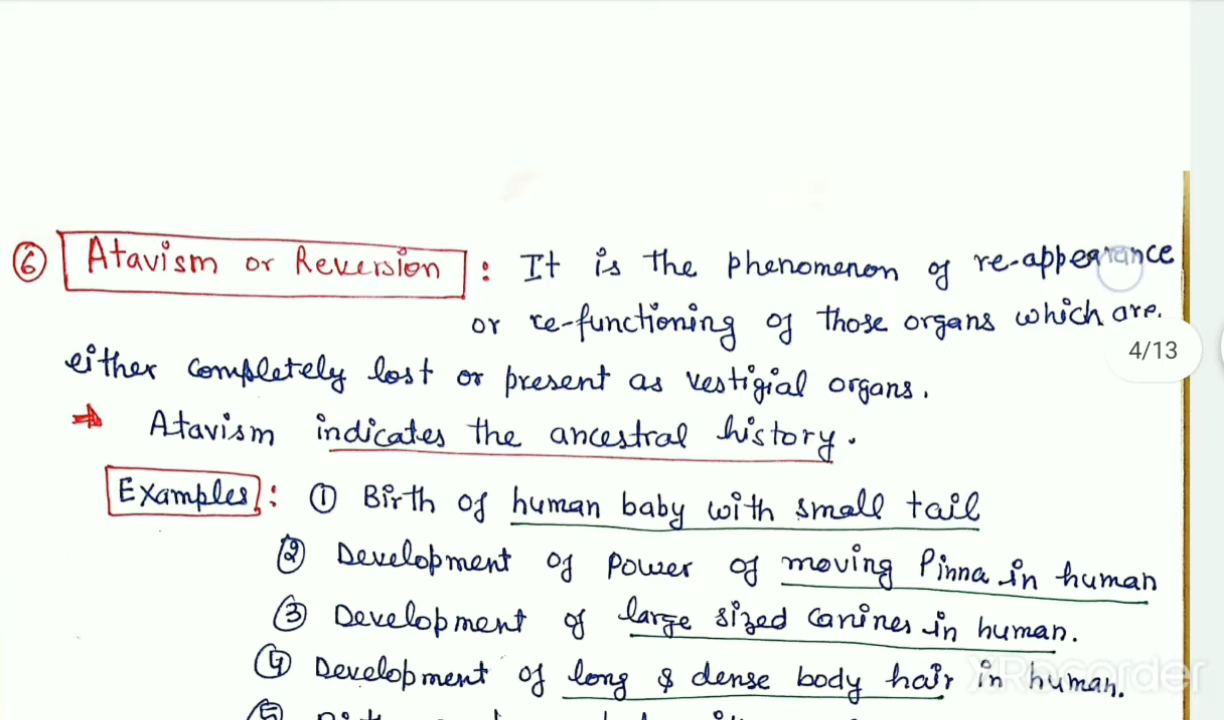 ⑥ Atavism or Reversion : It is the phenomenon of re-appearance
or re-functioning of those organs which are.
4/13
either completely lost or present as vestigial organs.
⇒ Atavism indicates the ancestral history.
Examples : ① Birth of human baby with small tail
② Development of Power of moving Pinna in human
③ Development of large sized canines in human.
④ Development of long & dense body hair in human.
XRecorder
⑤